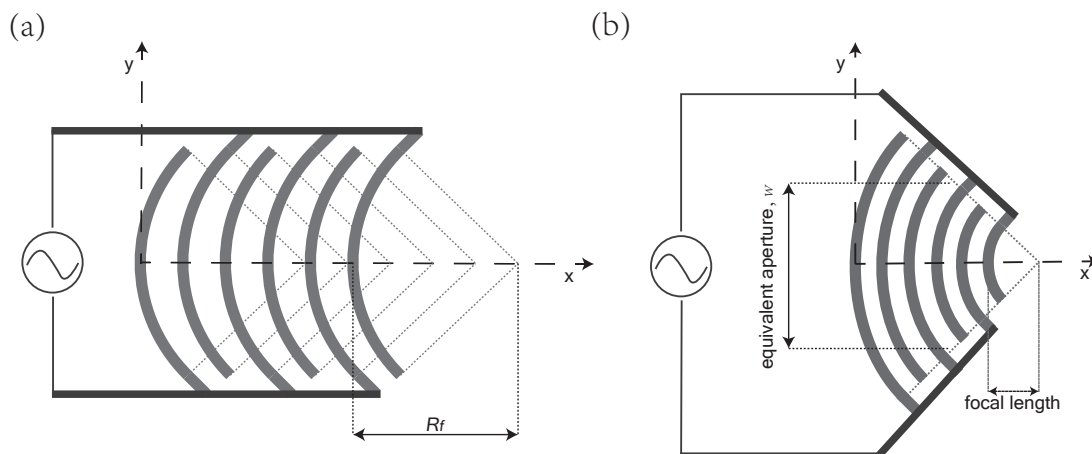 (a)
y
x
Rf
(b)
y
x
equivalent aperture, w
focal length